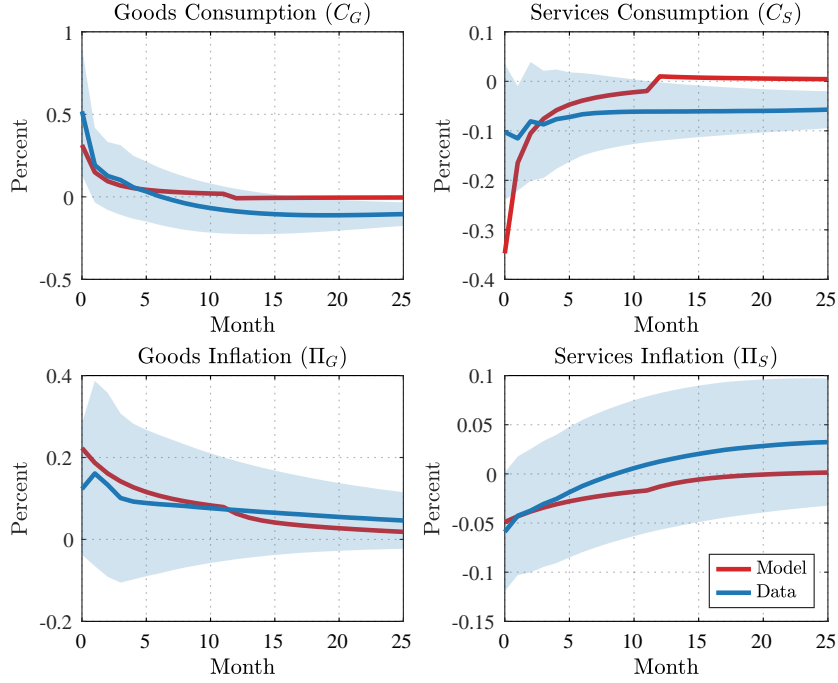 Goods Consumption (C_G)
1
0.5
0
-0.5
Percent
0 5 10 15 20 25
Month
Services Consumption (C_S)
0.1
0
-0.1
-0.2
-0.3
-0.4
Percent
0 5 10 15 20 25
Month
Goods Inflation (Π_G)
0.4
0.2
0
-0.2
Percent
0 5 10 15 20 25
Month
Services Inflation (Π_S)
0.1
0.05
0
-0.05
-0.1
-0.15
Percent
Model
Data
0 5 10 15 20 25
Month